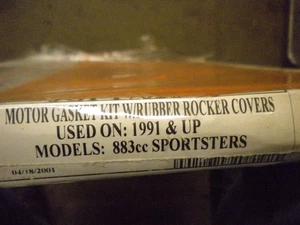 MOTOR GASKET KIT W/RUBBER ROCKER COVERS
USED ON: 1991 & UP
MODELS: 883cc SPORTSTERS
04/18/2001